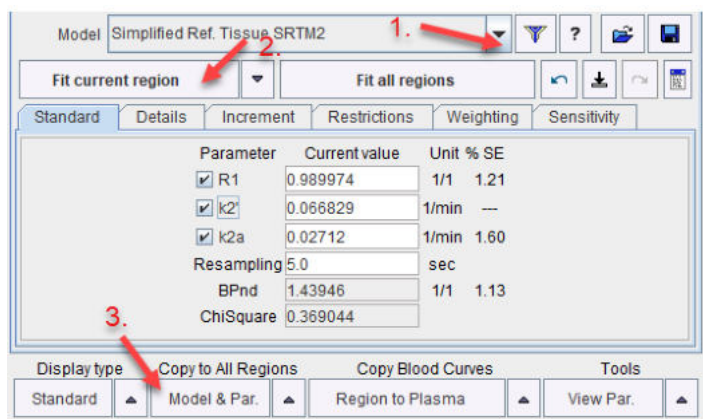 Model Simplified Ref. Tissue SRTM2 1. ?
2.
Fit current region Fit all regions
Standard Details Increment Restrictions Weighting Sensitivity
Parameter Current value Unit % SE
R1 0.989974 1/1 1.21
k2' 0.066829 1/min ---
k2a 0.02712 1/min 1.60
Resampling 5.0 sec
BPnd 1.43946 1/1 1.13
ChiSquare 0.369044
3.
Display type Copy to All Regions Copy Blood Curves Tools
Standard Model & Par. Region to Plasma View Par.